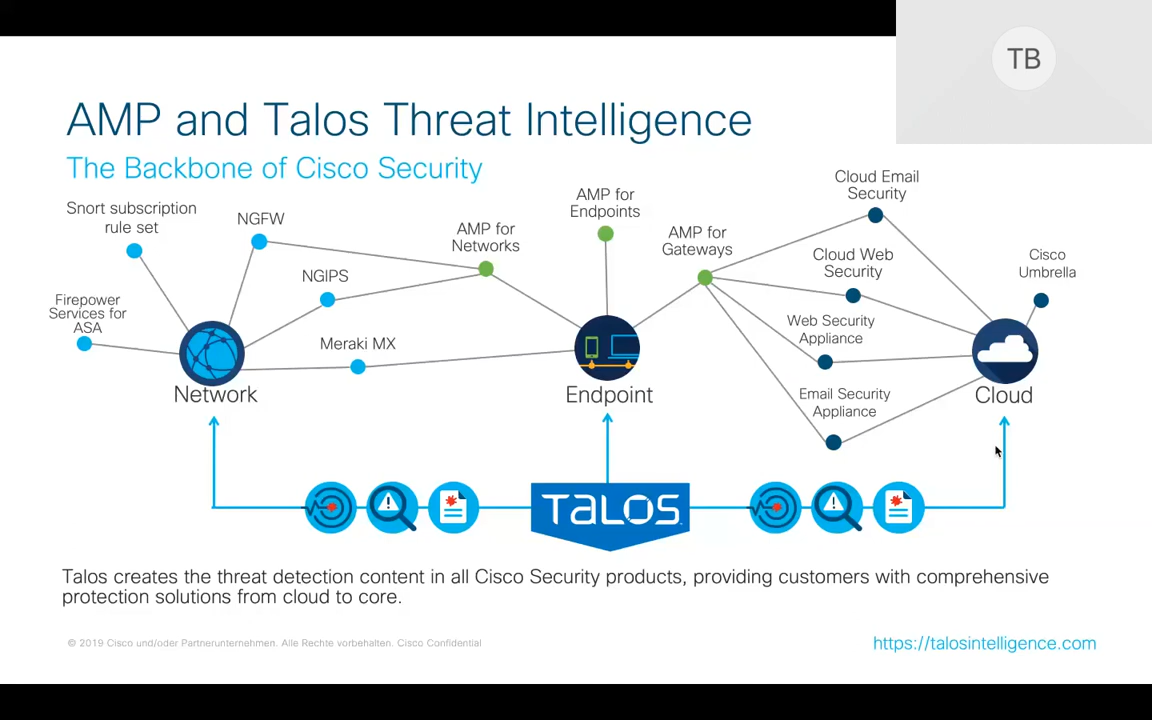 TB
AMP and Talos Threat Intelligence
The Backbone of Cisco Security
Snort subscription
rule set
NGFW
AMP for
Networks
AMP for
Endpoints
AMP for
Gateways
Cloud Email
Security
Cloud Web
Security
Cisco
Umbrella
NGIPS
Firepower
Services for
ASA
Meraki MX
Web Security
Appliance
Email Security
Appliance
Network
Endpoint
Cloud
TALOS
Talos creates the threat detection content in all Cisco Security products, providing customers with comprehensive
protection solutions from cloud to core.
© 2019 Cisco und/oder Partnerunternehmen. Alle Rechte vorbehalten. Cisco Confidential
https://talosintelligence.com